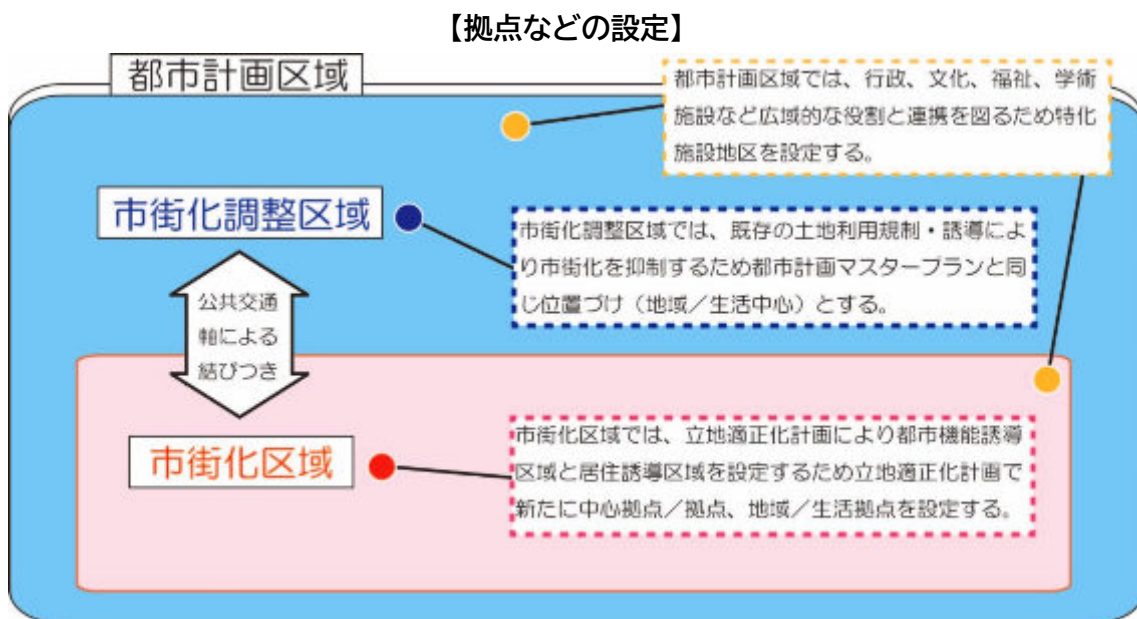 【拠点などの設定】
都市計画区域
都市計画区域では、行政、文化、福祉、学術
施設など広域的な役割と連携を図るため特化
施設地区を設定する。
市街化調整区域
市街化調整区域では、既存の土地利用規制・誘導によ
り市街化を抑制するため都市計画マスタープランと同
じ位置づけ（地域／生活中心）とする。
公共交通
軸による
結びつき
市街化区域
市街化区域では、立地適正化計画により都市機能誘導
区域と居住誘導区域を設定するため立地適正化計画で
新たに中心拠点／拠点、地域／生活拠点を設定する。